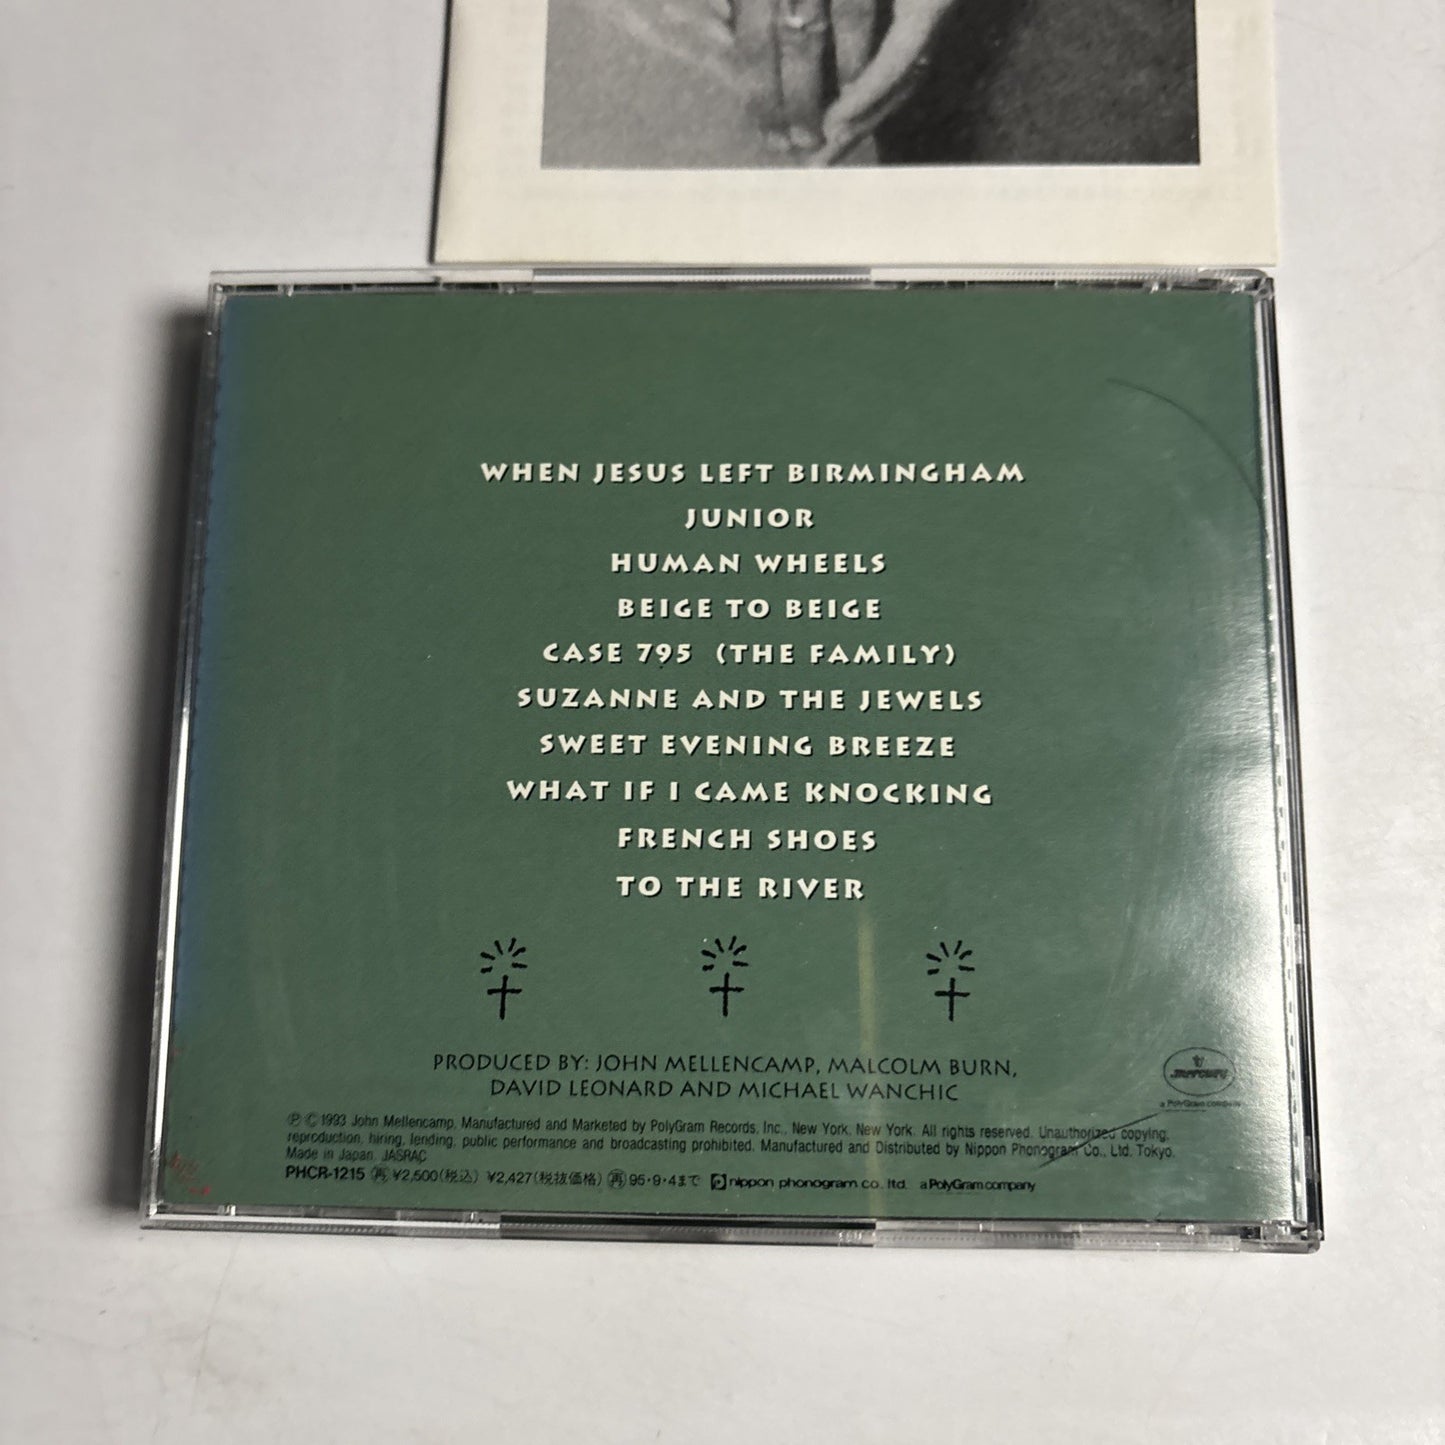 WHEN JESUS LEFT BIRMINGHAM
JUNIOR
HUMAN WHEELS
BEIGE TO BEIGE
CASE 795 (THE FAMILY)
SUZANNE AND THE JEWELS
SWEET EVENING BREEZE
WHAT IF I CAME KNOCKING
FRENCH SHOES
TO THE RIVER
PRODUCED BY: JOHN MELLENCAMP, MALCOLM BURN,
DAVID LEONARD AND MICHAEL WANCHIC
mercury
a PolyGram company
Ⓟ©1993 John Mellencamp, Manufactured and Marketed by PolyGram Records, Inc., New York, New York. All rights reserved. Unauthorized copying,
reproduction, hiring, lending, public performance and broadcasting prohibited. Manufactured and Distributed by Nippon Phonogram Co., Ltd. Tokyo.
Made in Japan. JASRAC
PHCR-1215 ㊢ ¥2,500(税込) ¥2,427(税抜価格) 再 95・9・4まで nippon phonogram co. ltd. a PolyGram company